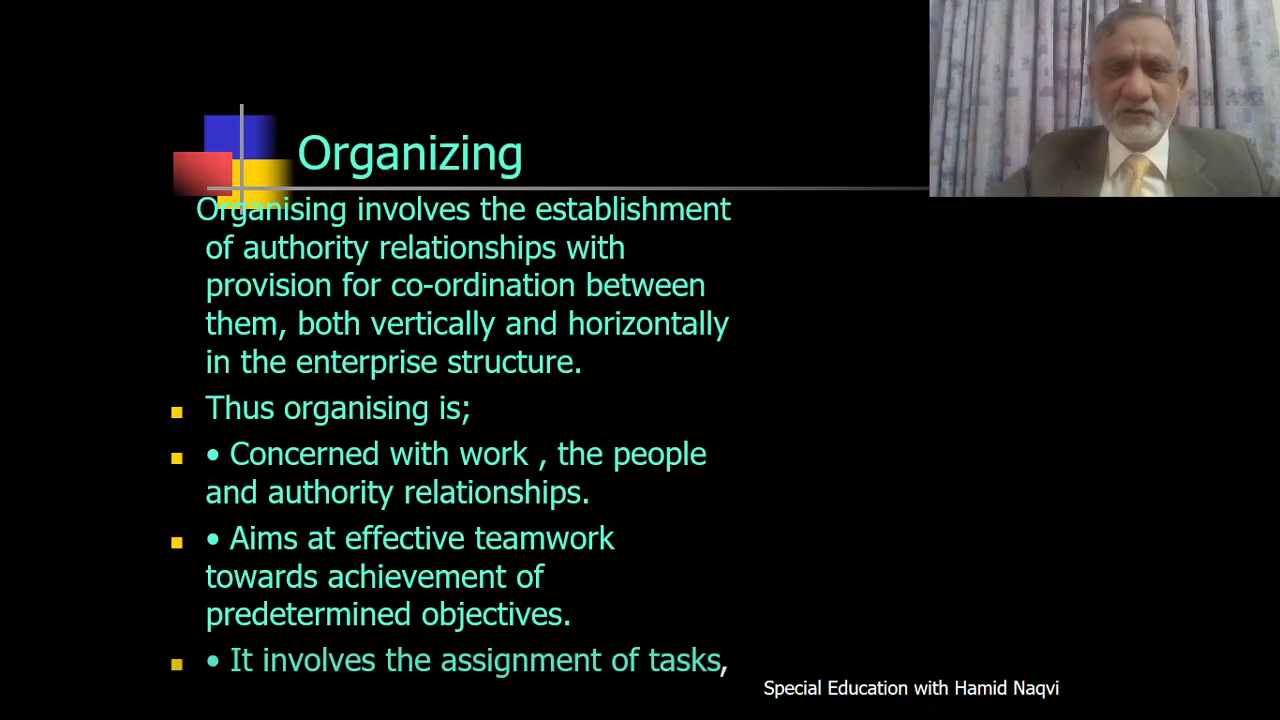 Organizing
Organising involves the establishment
of authority relationships with
provision for co-ordination between
them, both vertically and horizontally
in the enterprise structure.
Thus organising is;
• Concerned with work , the people
and authority relationships.
• Aims at effective teamwork
towards achievement of
predetermined objectives.
• It involves the assignment of tasks,
Special Education with Hamid Naqvi